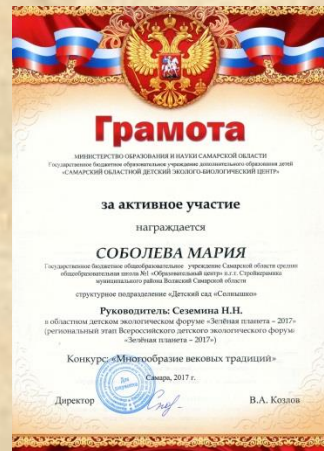 Грамота
МИНИСТЕРСТВО ОБРАЗОВАНИЯ И НАУКИ САМАРСКОЙ ОБЛАСТИ
Государственное бюджетное образовательное учреждение дополнительного образования детей
«САМАРСКИЙ ОБЛАСТНОЙ ДЕТСКИЙ ЭКОЛОГО-БИОЛОГИЧЕСКИЙ ЦЕНТР»
за активное участие
награждается
СОБОЛЕВА МАРИЯ
Государственное бюджетное общеобразовательное учреждение Самарской области средняя
общеобразовательная школа №1 «Образовательный центр» п.г.т. Стройкерамика
муниципального района Волжский Самарской области
структурное подразделение «Детский сад «Солнышко»
Руководитель: Сеземина Н.Н.
в областном детском экологическом форуме «Зелёная планета – 2017»
(региональный этап Всероссийского детского экологического форума
«Зелёная планета – 2017»)
Конкурс: «Многообразие вековых традиций»
Самара, 2017 г.
Для
Директор
В.А. Козлов